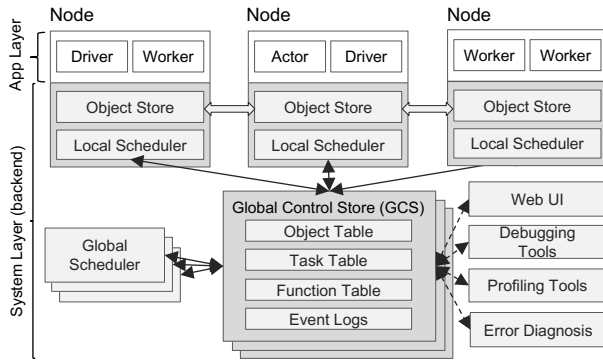 Node
Node
Node
App Layer
Driver
Worker
Actor
Driver
Worker
Worker
System Layer (backend)
Object Store
Object Store
Object Store
Local Scheduler
Local Scheduler
Local Scheduler
Global Control Store (GCS)
Object Table
Task Table
Function Table
Event Logs
Global
Scheduler
Web UI
Debugging
Tools
Profiling Tools
Error Diagnosis